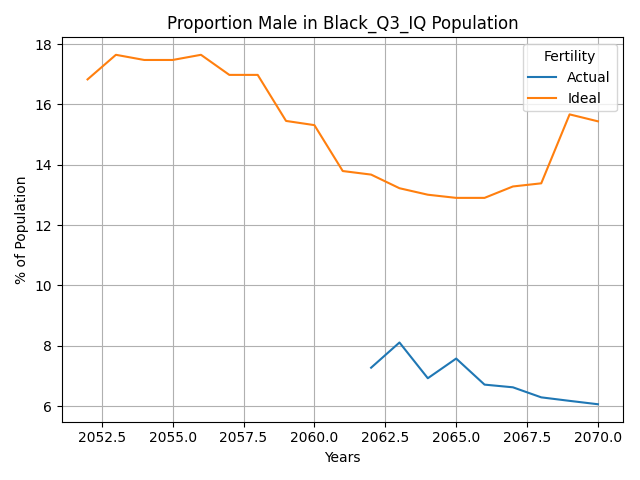 Proportion Male in Black_Q3_IQ Population
% of Population
18
16
14
12
10
8
6
Fertility
Actual
Ideal
2052.5 2055.0 2057.5 2060.0 2062.5 2065.0 2067.5 2070.0
Years